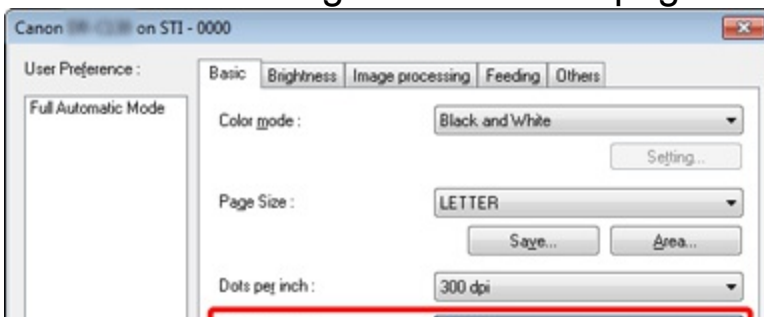 Canon on STI - 0000
User Preference :
Full Automatic Mode
Basic Brightness Image processing Feeding Others
Color mode : Black and White
Setting...
Page Size : LETTER
Save... Area...
Dots per inch : 300 dpi